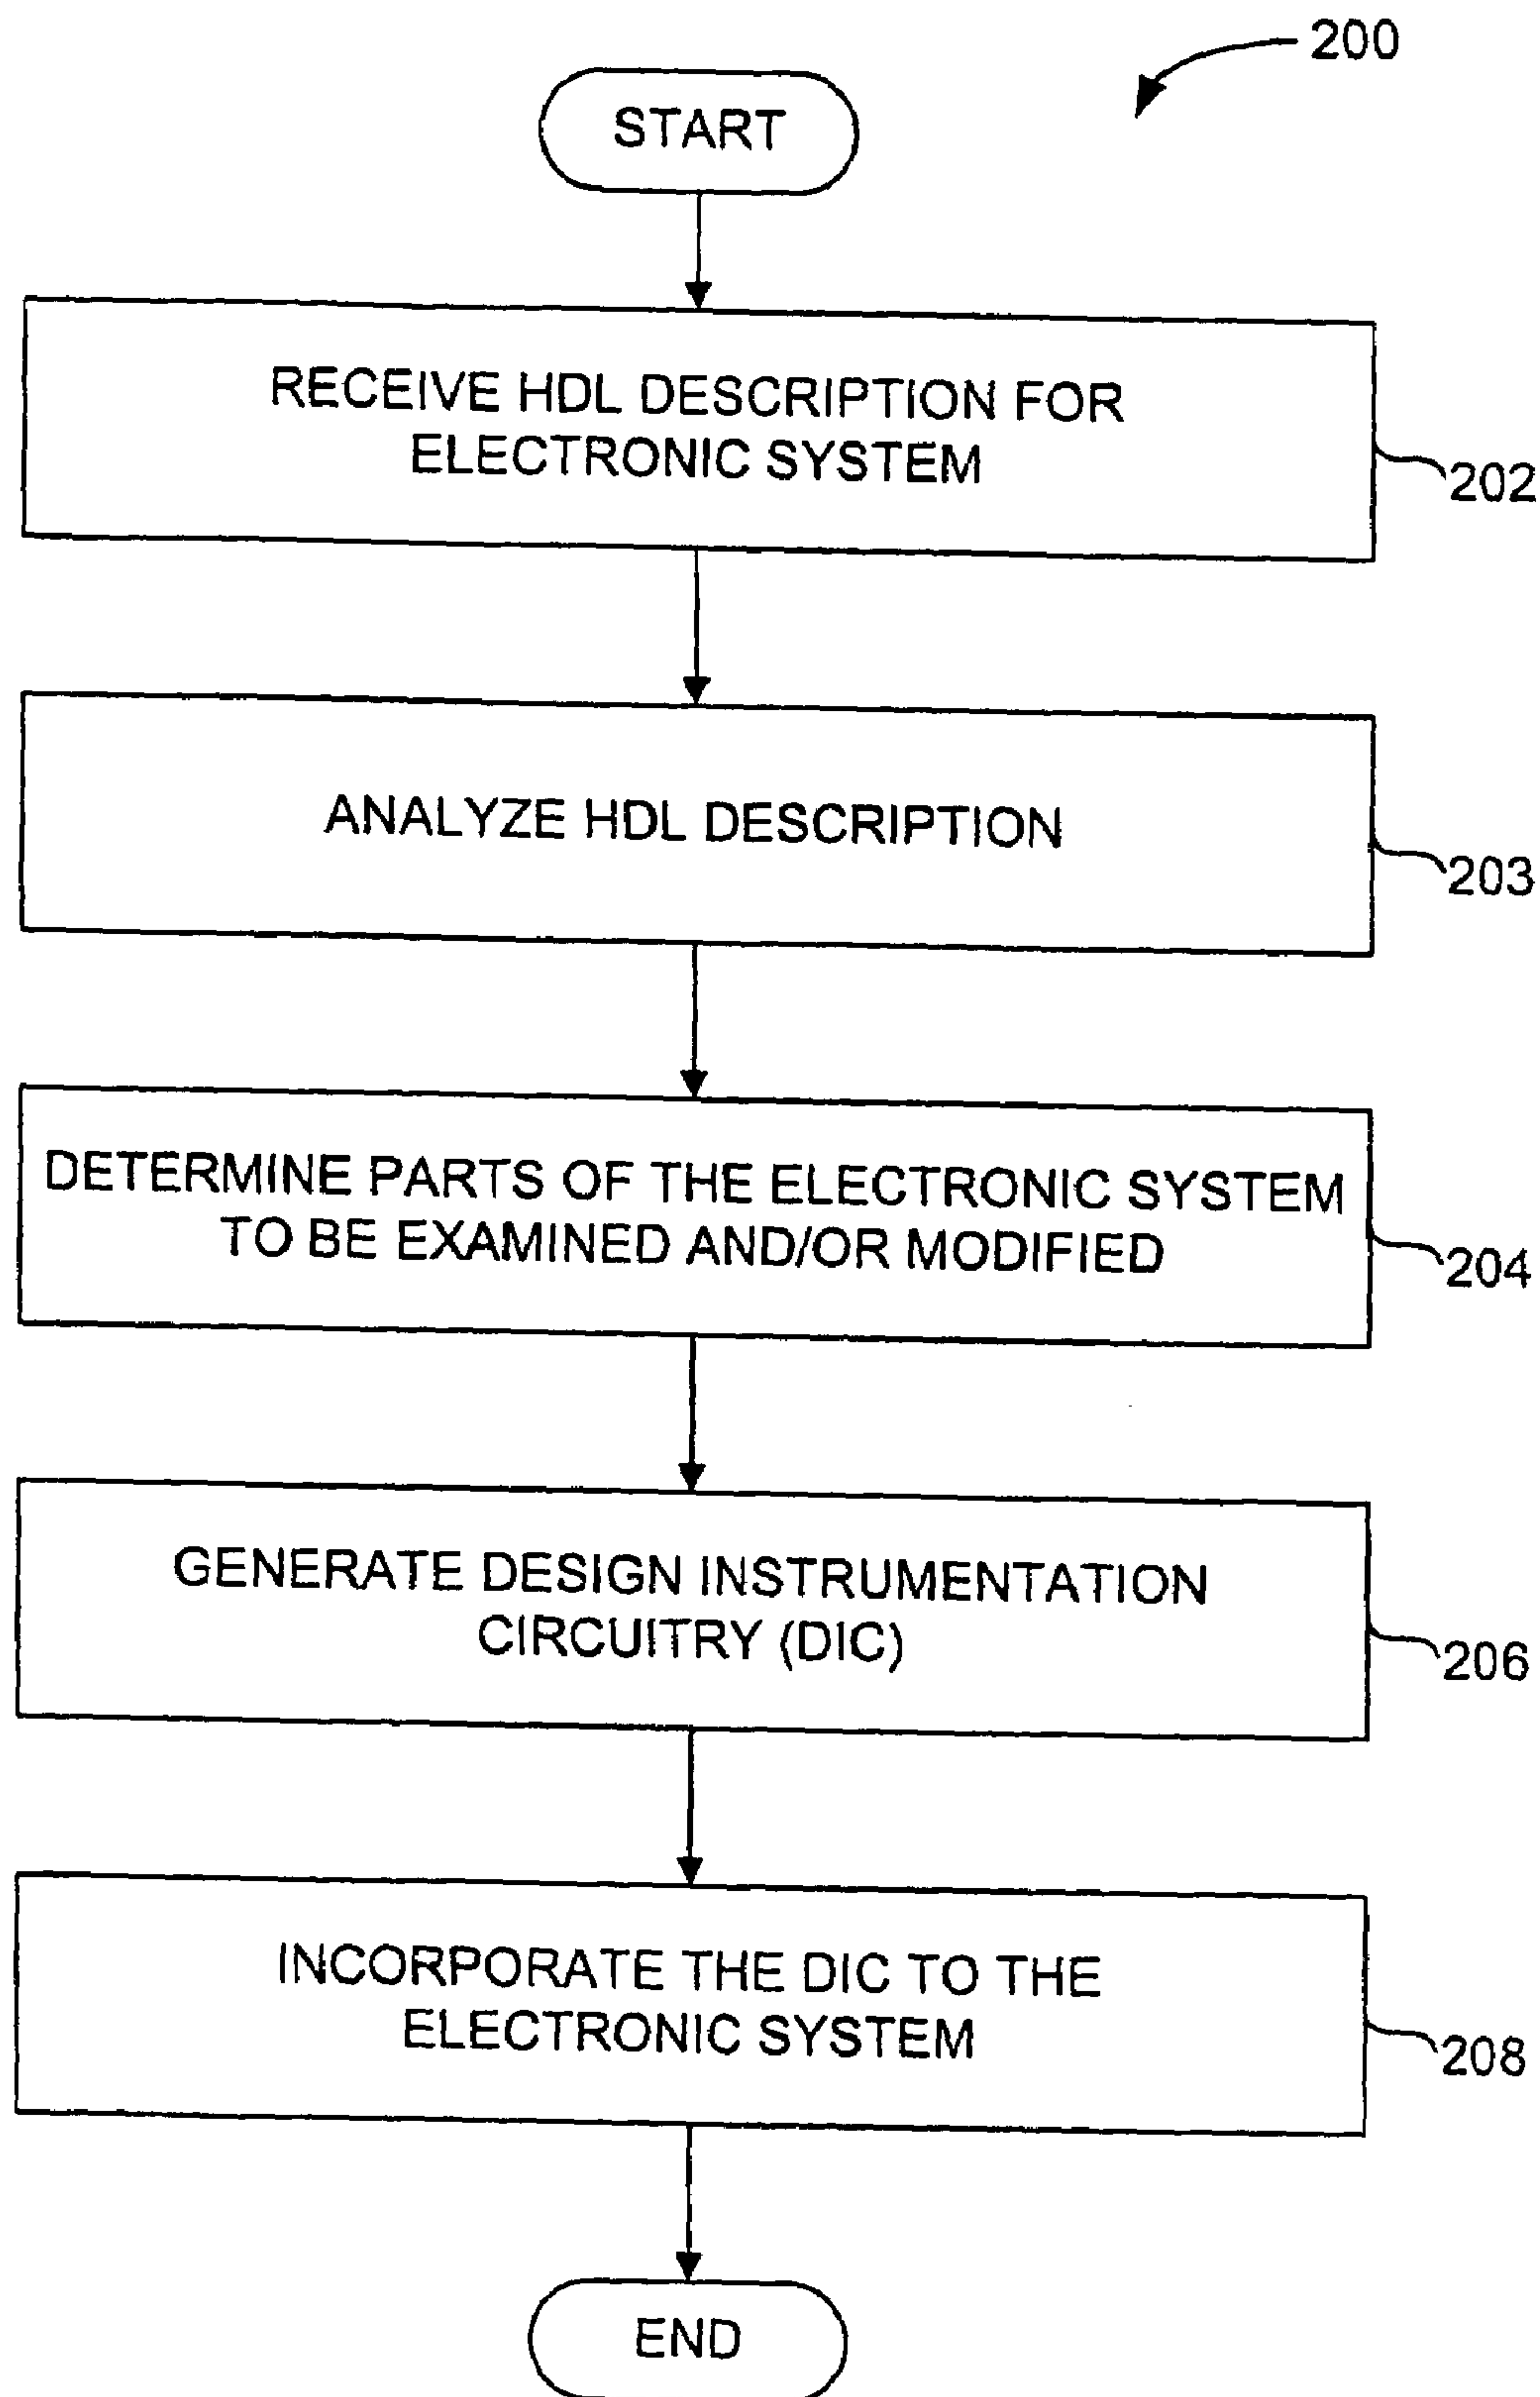 200
START
RECEIVE HDL DESCRIPTION FOR
ELECTRONIC SYSTEM
202
ANALYZE HDL DESCRIPTION
203
DETERMINE PARTS OF THE ELECTRONIC SYSTEM
TO BE EXAMINED AND/OR MODIFIED
204
GENERATE DESIGN INSTRUMENTATION
CIRCUITRY (DIC)
206
INCORPORATE THE DIC TO THE
ELECTRONIC SYSTEM
208
END